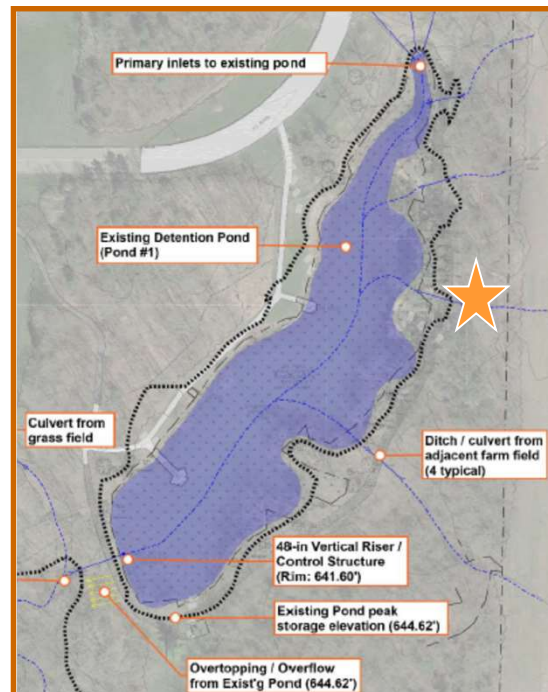 Primary inlets to existing pond
Existing Detention Pond
(Pond #1)
Culvert from
grass field
Ditch / culvert from
adjacent farm field
(4 typical)
48-in Vertical Riser /
Control Structure
(Rim: 641.60')
Existing Pond peak
storage elevation (644.62')
Overtopping / Overflow
from Exist'g Pond (644.62')